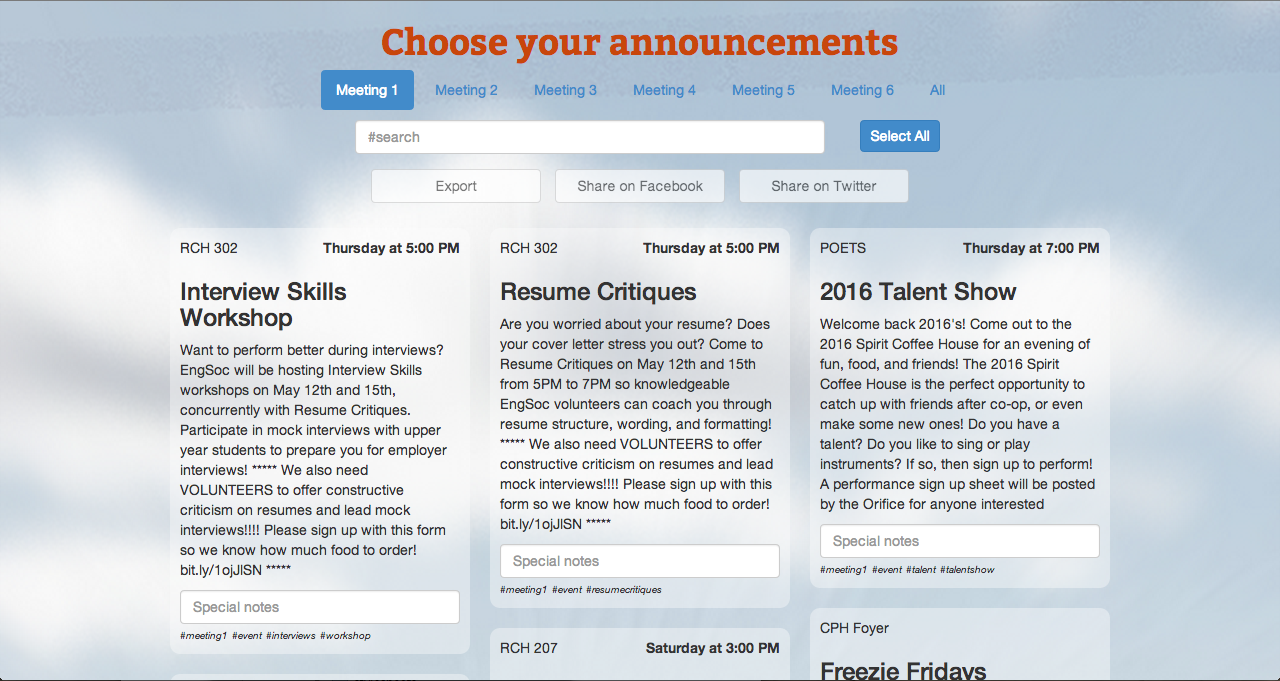 Choose your announcements
Meeting 1 Meeting 2 Meeting 3 Meeting 4 Meeting 5 Meeting 6 All
#search Select All
Export Share on Facebook Share on Twitter
RCH 302 Thursday at 5:00 PM
Interview Skills
Workshop
Want to perform better during interviews?
EngSoc will be hosting Interview Skills
workshops on May 12th and 15th,
concurrently with Resume Critiques.
Participate in mock interviews with upper
year students to prepare you for employer
interviews! ***** We also need
VOLUNTEERS to offer constructive
criticism on resumes and lead mock
interviews!!!! Please sign up with this form
so we know how much food to order!
bit.ly/1ojJlSN *****
Special notes
#meeting1 #event #interviews #workshop
RCH 302 Thursday at 5:00 PM
Resume Critiques
Are you worried about your resume? Does
your cover letter stress you out? Come to
Resume Critiques on May 12th and 15th
from 5PM to 7PM so knowledgeable
EngSoc volunteers can coach you through
resume structure, wording, and formatting!
***** We also need VOLUNTEERS to offer
constructive criticism on resumes and lead
mock interviews!!!! Please sign up with this
form so we know how much food to order!
bit.ly/1ojJlSN *****
Special notes
#meeting1 #event #resumecritiques
RCH 207 Saturday at 3:00 PM
POETS Thursday at 7:00 PM
2016 Talent Show
Welcome back 2016's! Come out to the
2016 Spirit Coffee House for an evening of
fun, food, and friends! The 2016 Spirit
Coffee House is the perfect opportunity to
catch up with friends after co-op, or even
make some new ones! Do you have a
talent? Do you like to sing or play
instruments? If so, then sign up to perform!
A performance sign up sheet will be posted
by the Orifice for anyone interested
Special notes
#meeting1 #event #talent #talentshow
CPH Foyer
Freezie Fridays